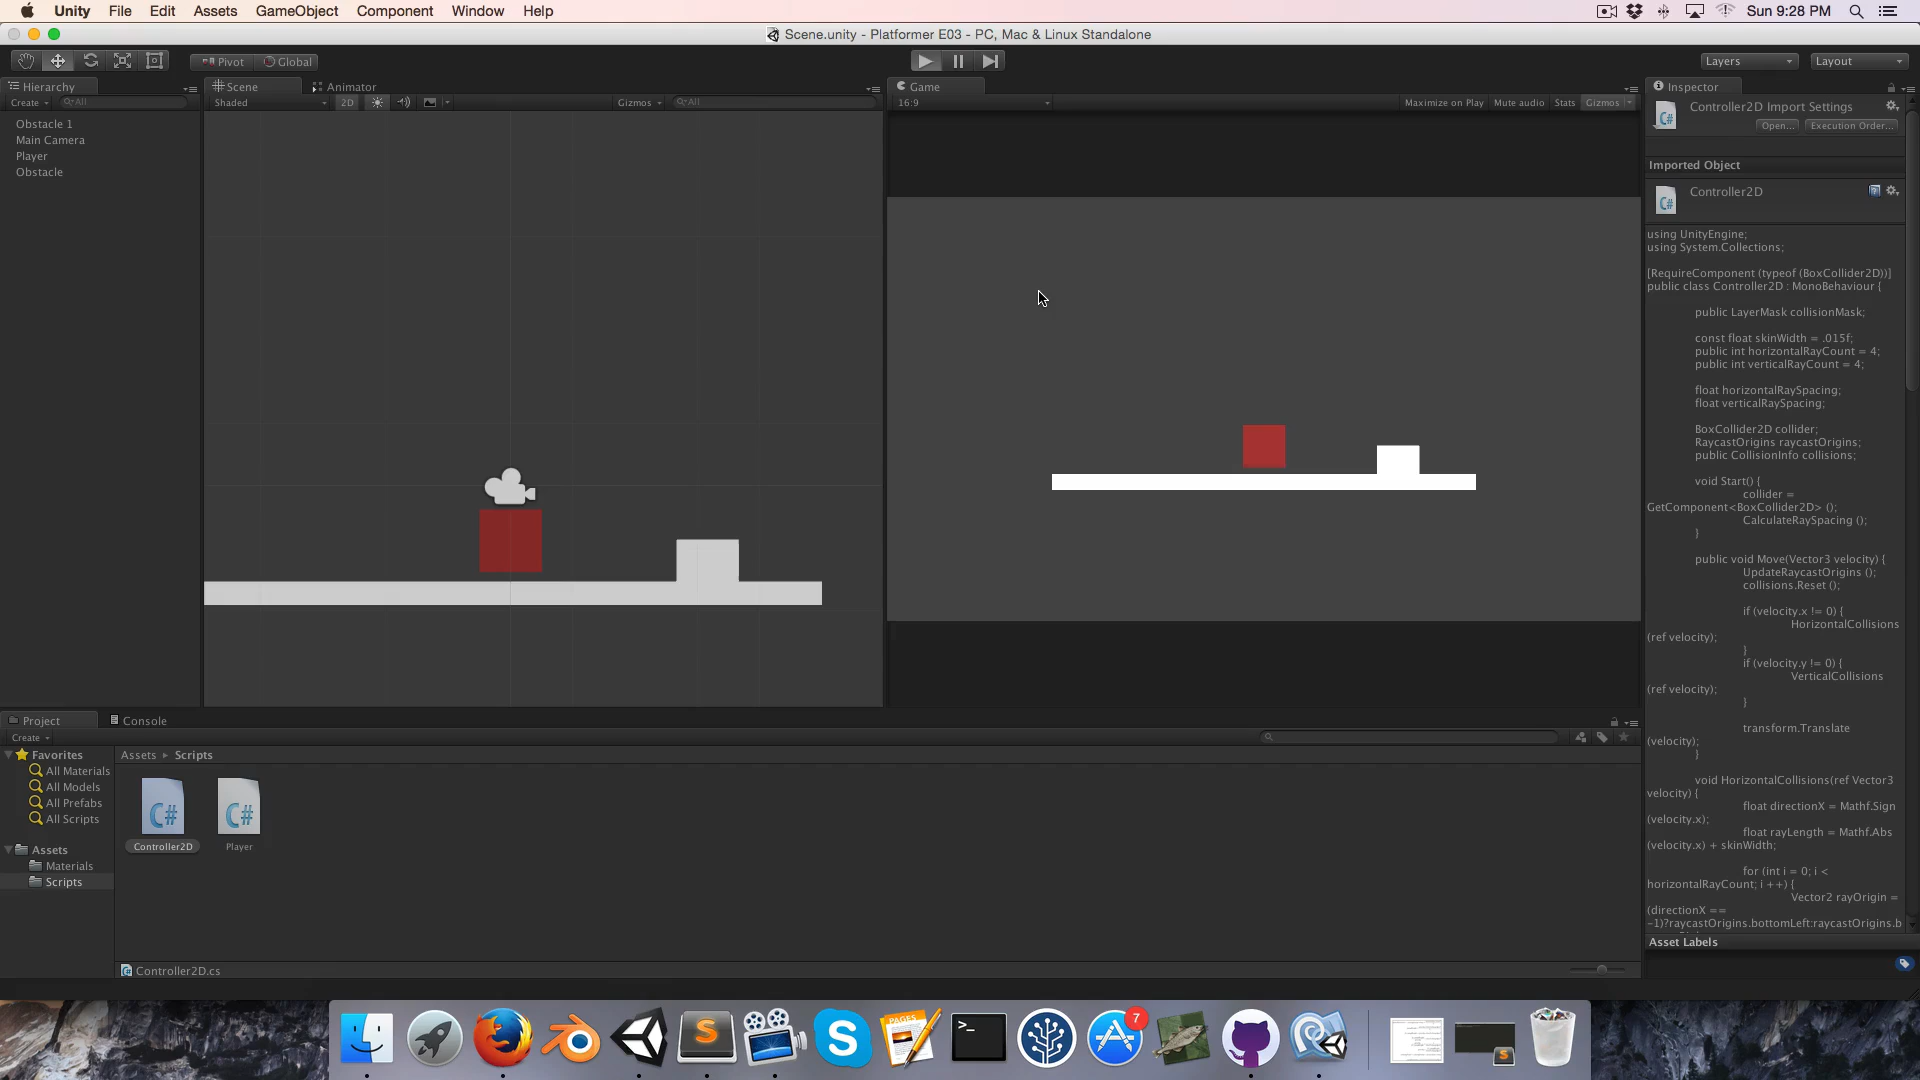 Unity File Edit Assets GameObject Component Window Help Sun 9:28 PM
Scene.unity - Platformer E03 - PC, Mac & Linux Standalone
Pivot Global Layers Layout
Hierarchy Scene Animator Game Inspector
Create All Shaded 2D Gizmos All 16:9 Maximize on Play Mute audio Stats Gizmos
Controller2D Import Settings
Open... Execution Order...
Obstacle 1
Main Camera
Player
Obstacle
Imported Object
Controller2D
using UnityEngine;
using System.Collections;
[RequireComponent (typeof (BoxCollider2D))]
public class Controller2D : MonoBehaviour {
public LayerMask collisionMask;
const float skinWidth = .015f;
public int horizontalRayCount = 4;
public int verticalRayCount = 4;
float horizontalRaySpacing;
float verticalRaySpacing;
BoxCollider2D collider;
RaycastOrigins raycastOrigins;
public CollisionInfo collisions;
void Start() {
collider =
GetComponent<BoxCollider2D> ();
CalculateRaySpacing ();
}
public void Move(Vector3 velocity) {
UpdateRaycastOrigins ();
collisions.Reset ();
if (velocity.x != 0) {
HorizontalCollisions
(ref velocity);
}
if (velocity.y != 0) {
VerticalCollisions
(ref velocity);
}
transform.Translate
(velocity);
}
void HorizontalCollisions(ref Vector3
velocity) {
float directionX = Mathf.Sign
(velocity.x);
float rayLength = Mathf.Abs
(velocity.x) + skinWidth;
for (int i = 0; i <
horizontalRayCount; i ++) {
Vector2 rayOrigin =
(directionX ==
-1)?raycastOrigins.bottomLeft:raycastOrigins.b
Asset Labels
Project Console
Create
Favorites
All Materials
All Models
All Prefabs
All Scripts
Assets
Materials
Scripts
Assets Scripts
C# C#
Controller2D Player
Controller2D.cs
7